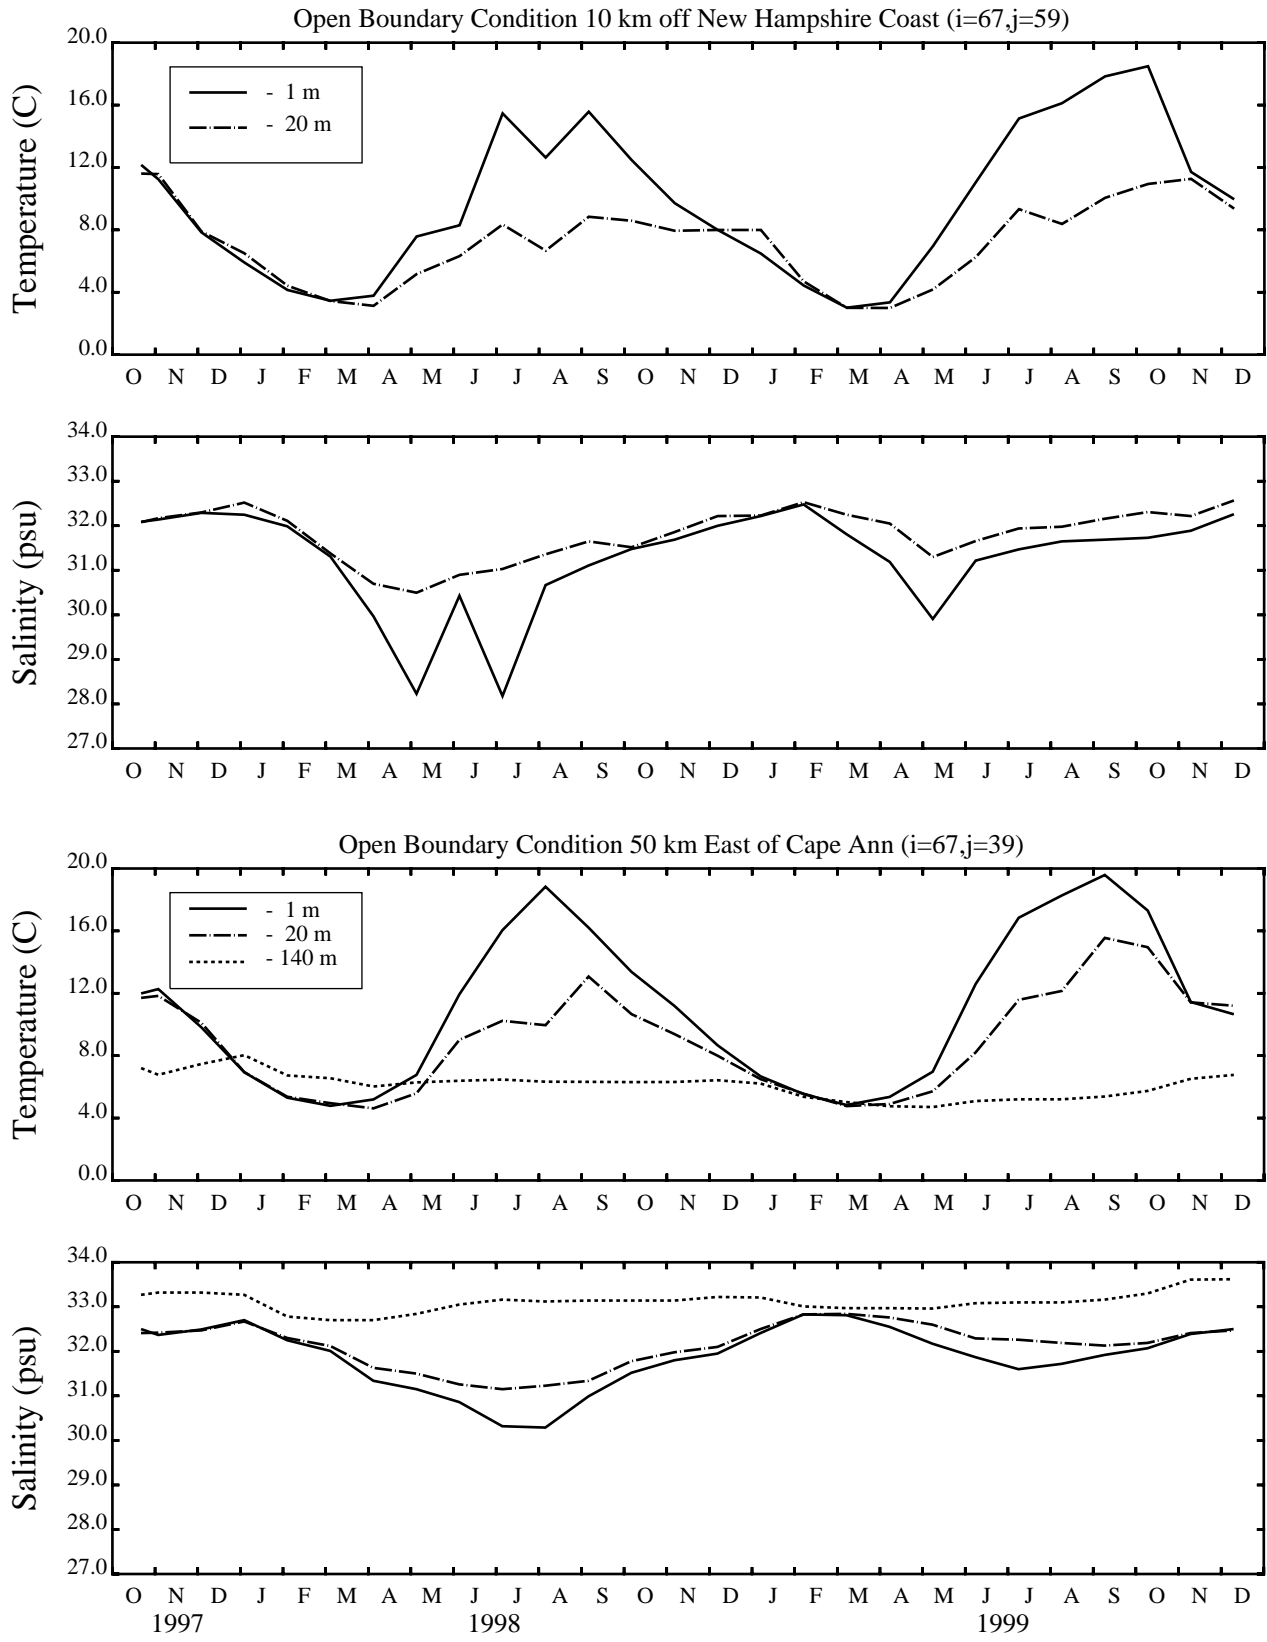 Open Boundary Condition 10 km off New Hampshire Coast (i=67,j=59)
Temperature (C)
20.0
16.0
12.0
8.0
4.0
0.0
- 1 m
- 20 m
O N D J F M A M J J A S O N D J F M A M J J A S O N D
Salinity (psu)
34.0
33.0
32.0
31.0
30.0
29.0
28.0
27.0
O N D J F M A M J J A S O N D J F M A M J J A S O N D
Open Boundary Condition 50 km East of Cape Ann (i=67,j=39)
Temperature (C)
20.0
16.0
12.0
8.0
4.0
0.0
- 1 m
- 20 m
- 140 m
O N D J F M A M J J A S O N D J F M A M J J A S O N D
Salinity (psu)
34.0
33.0
32.0
31.0
30.0
29.0
28.0
27.0
O N D J F M A M J J A S O N D J F M A M J J A S O N D
1997 1998 1999